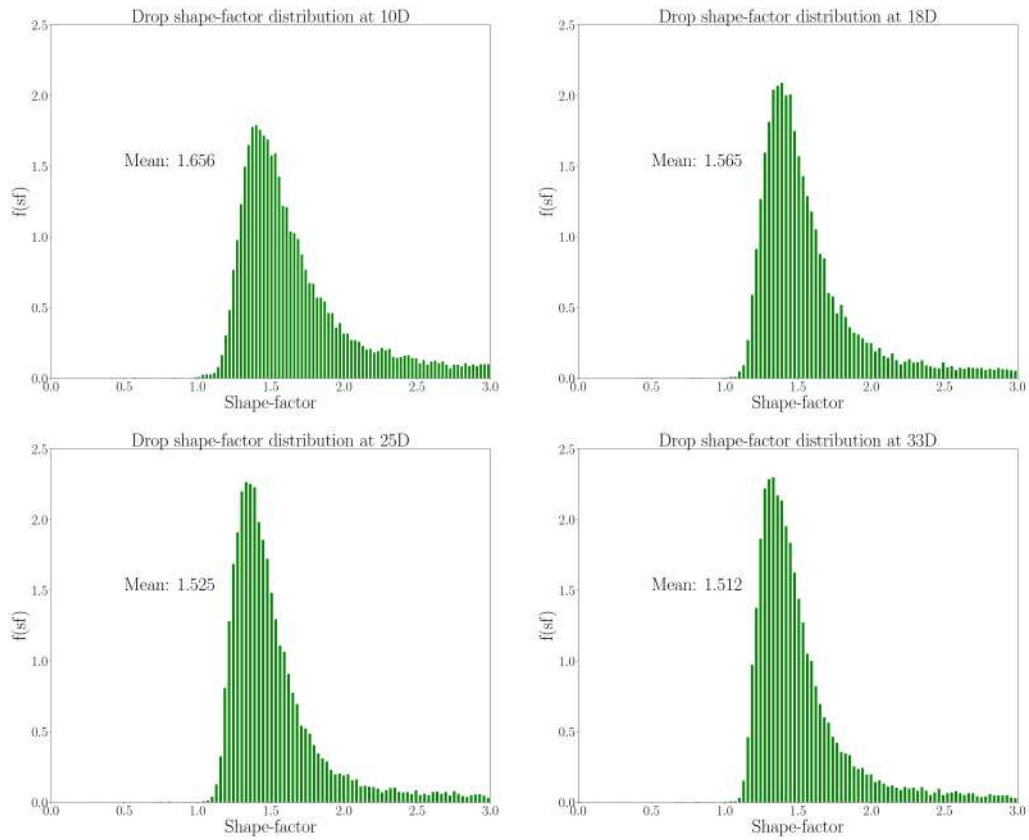 Drop shape-factor distribution at 10D
2.5
2.0
1.5
1.0
0.5
0.0
f(sf)
Mean: 1.656
0.0 0.5 1.0 1.5 2.0 2.5 3.0
Shape-factor
Drop shape-factor distribution at 18D
2.5
2.0
1.5
1.0
0.5
0.0
f(sf)
Mean: 1.565
0.0 0.5 1.0 1.5 2.0 2.5 3.0
Shape-factor
Drop shape-factor distribution at 25D
2.5
2.0
1.5
1.0
0.5
0.0
f(sf)
Mean: 1.525
0.0 0.5 1.0 1.5 2.0 2.5 3.0
Shape-factor
Drop shape-factor distribution at 33D
2.5
2.0
1.5
1.0
0.5
0.0
f(sf)
Mean: 1.512
0.0 0.5 1.0 1.5 2.0 2.5 3.0
Shape-factor